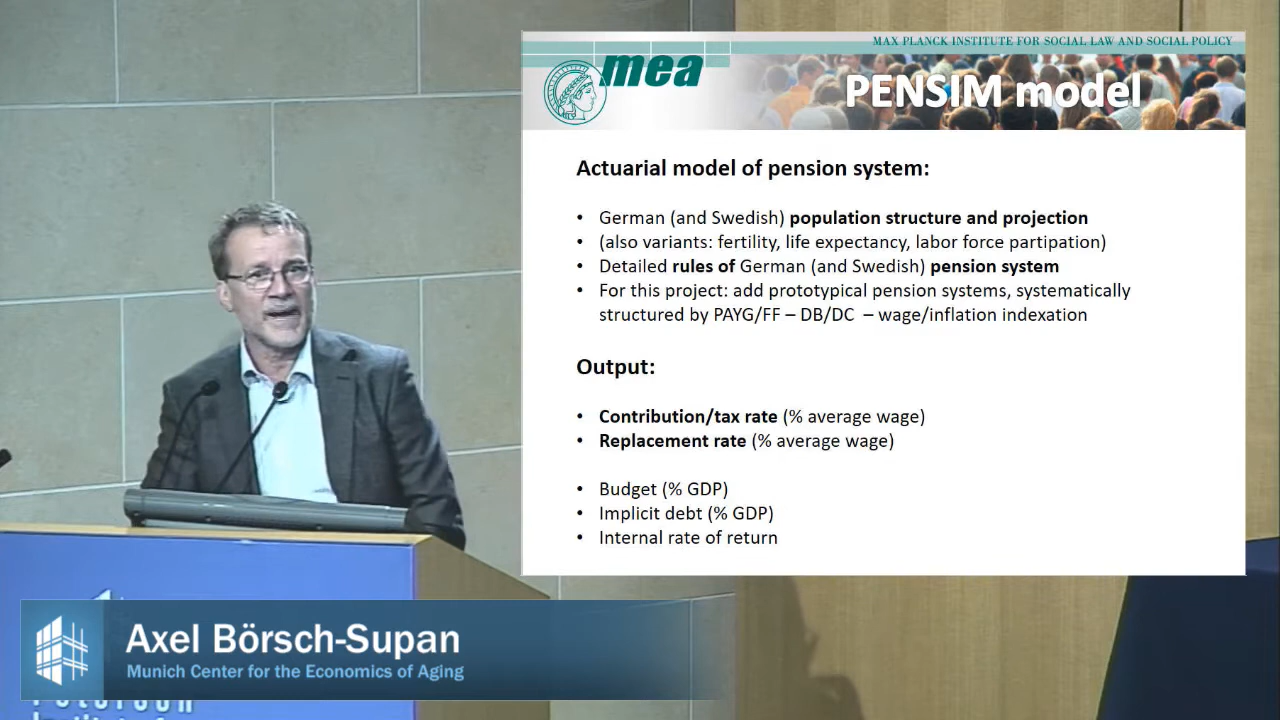 MAX PLANCK INSTITUTE FOR SOCIAL LAW AND SOCIAL POLICY
mea
PENSIM model
Actuarial model of pension system:
• German (and Swedish) population structure and projection
• (also variants: fertility, life expectancy, labor force partipation)
• Detailed rules of German (and Swedish) pension system
• For this project: add prototypical pension systems, systematically
structured by PAYG/FF – DB/DC – wage/inflation indexation
Output:
• Contribution/tax rate (% average wage)
• Replacement rate (% average wage)
• Budget (% GDP)
• Implicit debt (% GDP)
• Internal rate of return
Axel Börsch-Supan
Munich Center for the Economics of Aging